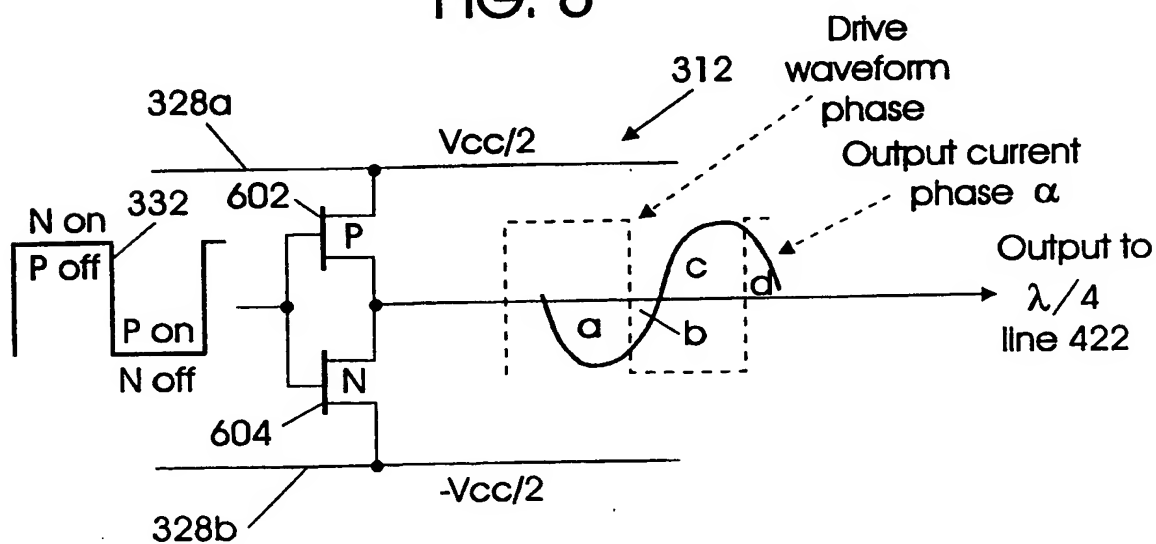 FIG. 6
Drive
waveform
phase
312
328a
Vcc/2
Output current
phase α
602
332
N on
P off
P
Output to
λ/4
line 422
c
d
a
b
P on
N off
N
604
-Vcc/2
328b